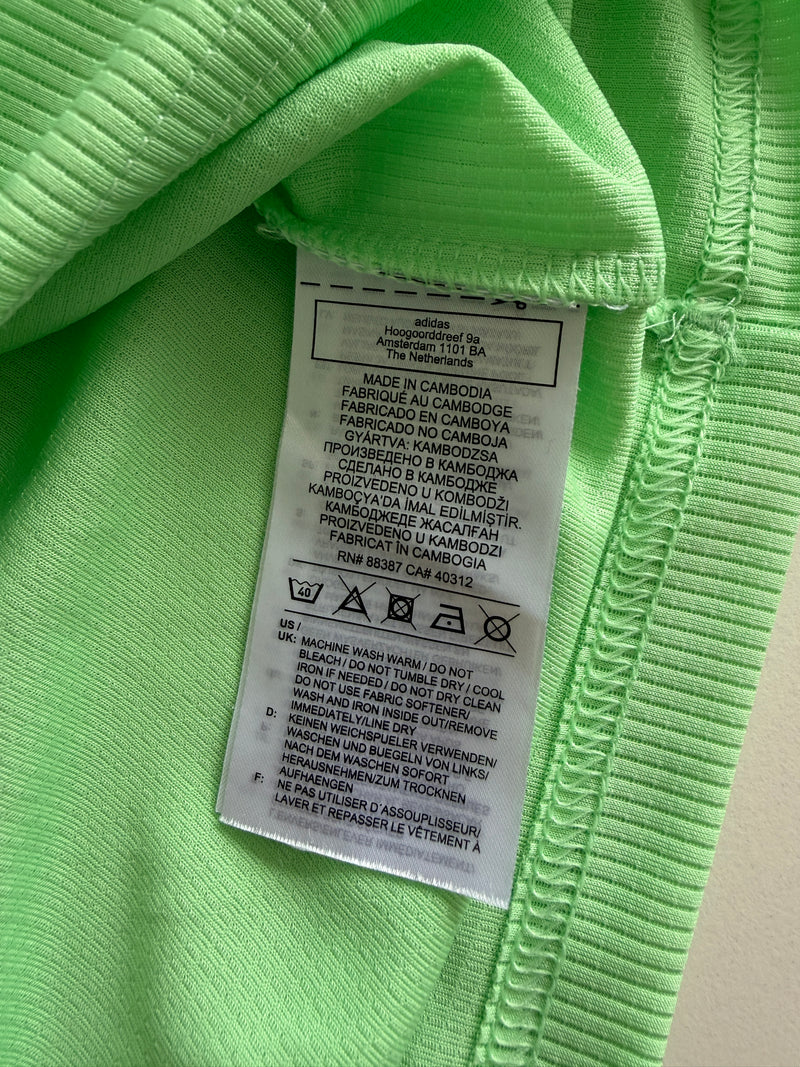 adidas
Hoogoorddreef 9a
Amsterdam 1101 BA
The Netherlands
MADE IN CAMBODIA
FABRIQUÉ AU CAMBODGE
FABRICADO EN CAMBOYA
FABRICADO NO CAMBOJA
GYÁRTVA: KAMBODZSA
ПРОИЗВЕДЕНО В КАМБОДЖА
СДЕЛАНО В КАМБОДЖЕ
PROIZVEDENO U KOMBODŽI
KAMBOÇYA'DA İMAL EDİLMİŞTİR.
КАМБОДЖЕДЕ ЖАСАЛҒАН
PROIZVEDENO U KAMBODZI
FABRICAT ÎN CAMBOGIA
RN# 88387 CA# 40312
40
US /
UK: MACHINE WASH WARM / DO NOT
BLEACH / DO NOT TUMBLE DRY / COOL
IRON IF NEEDED / DO NOT DRY CLEAN
DO NOT USE FABRIC SOFTENER/
WASH AND IRON INSIDE OUT/REMOVE
IMMEDIATELY/LINE DRY
D: KEINEN WEICHSPUELER VERWENDEN/
WASCHEN UND BUEGELN VON LINKS/
NACH DEM WASCHEN SOFORT
HERAUSNEHMEN/ZUM TROCKNEN
AUFHAENGEN
F: NE PAS UTILISER D'ASSOUPLISSEUR/
LAVER ET REPASSER LE VÊTEMENT À